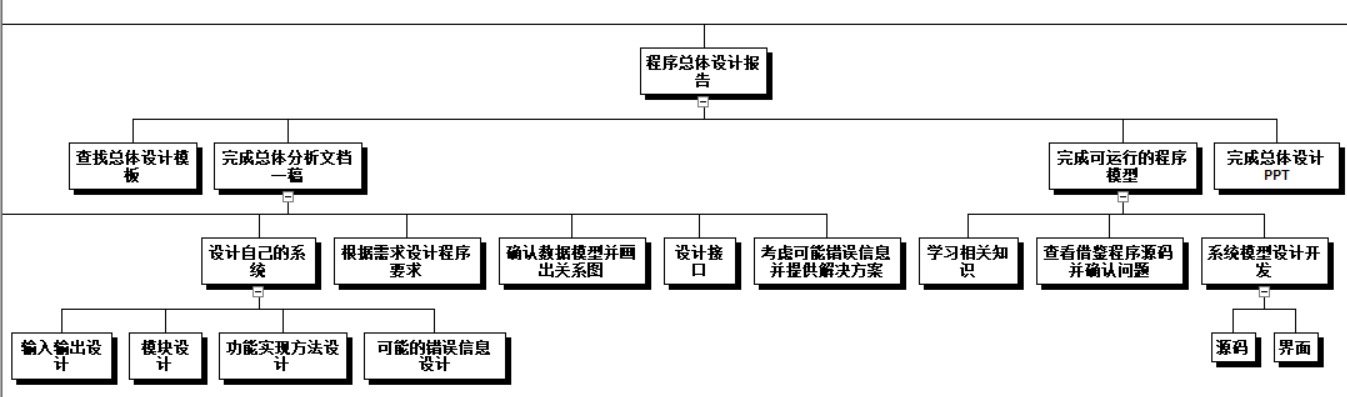 程序总体设计报
告
查找总体设计模
板
完成总体分析文档
一稿
完成可运行的程序
模型
完成总体设计
PPT
设计自己的系
统
根据需求设计程序
要求
确认数据模型并画
出关系图
设计接
口
考虑可能错误信息
并提供解决方案
学习相关知
识
查看借鉴程序源码
并确认问题
系统模型设计开
发
输入输出设
计
模块设
计
功能实现方法设
计
可能的错误信息
设计
源码
界面